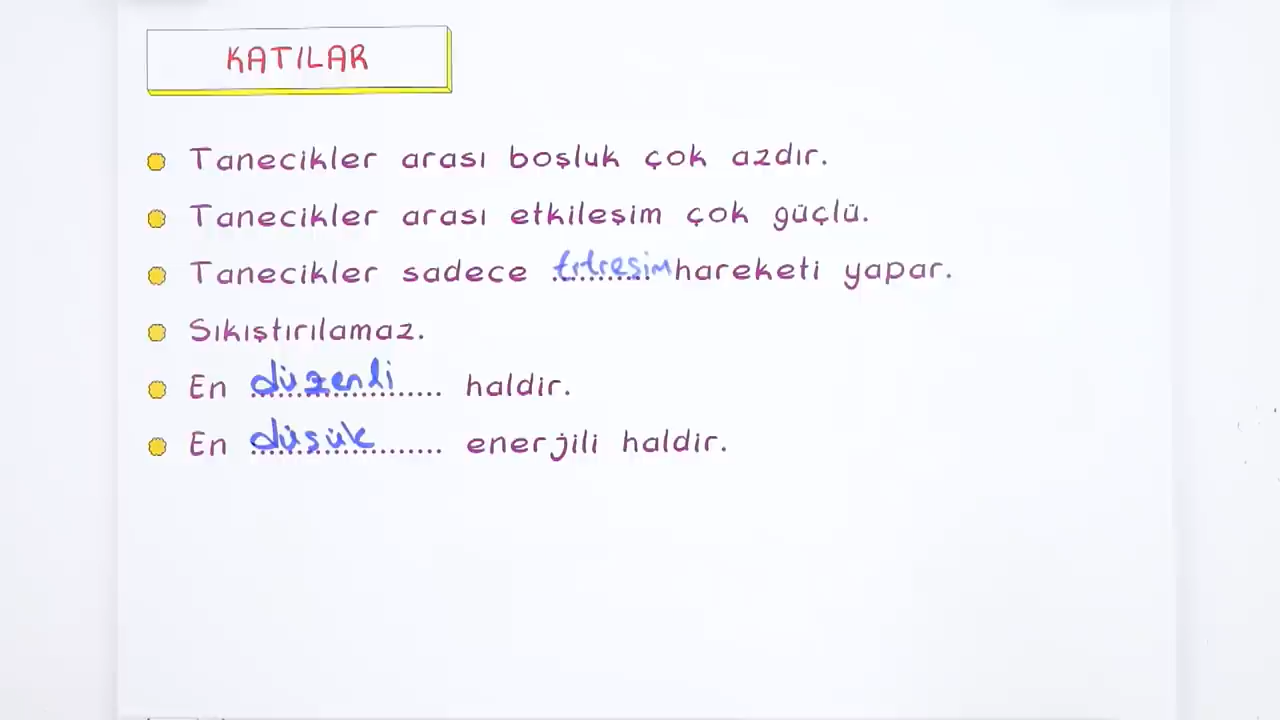 KATILAR
Tanecikler arası boşluk çok azdır.
Tanecikler arası etkileşim çok güçlü.
Tanecikler sadece titreşim hareketi yapar.
Sıkıştırılamaz.
En düzenli haldir.
En düşük enerjili haldir.